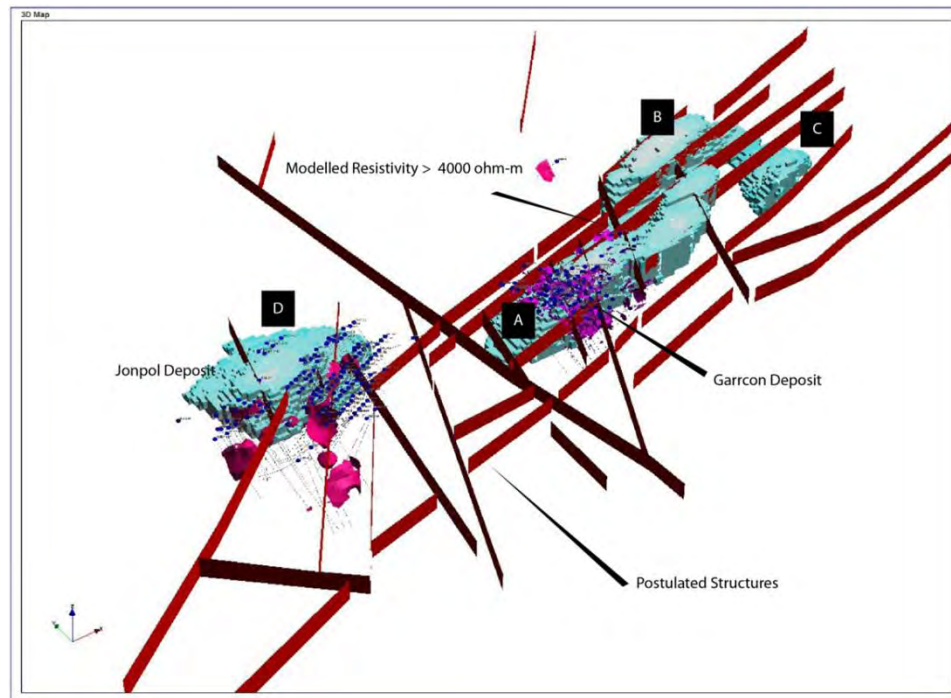 3D Map
B
C
Modelled Resistivity > 4000 ohm-m
D
A
Jonpol Deposit
Garrcon Deposit
Postulated Structures